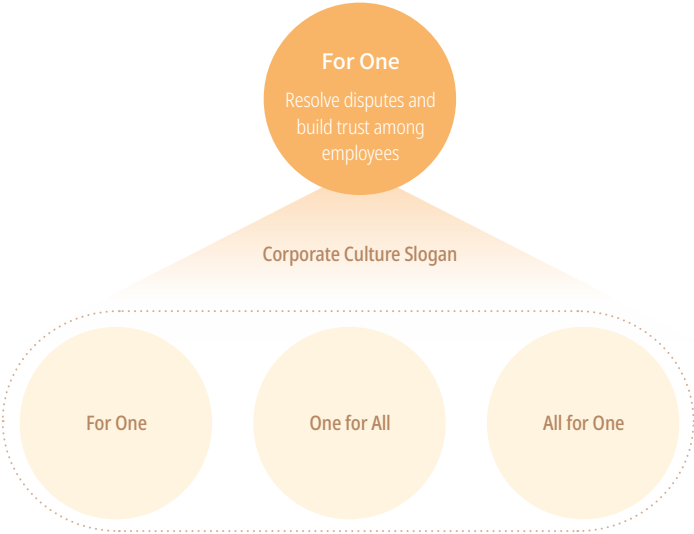 For One
Resolve disputes and
build trust among
employees
Corporate Culture Slogan
For One
One for All
All for One